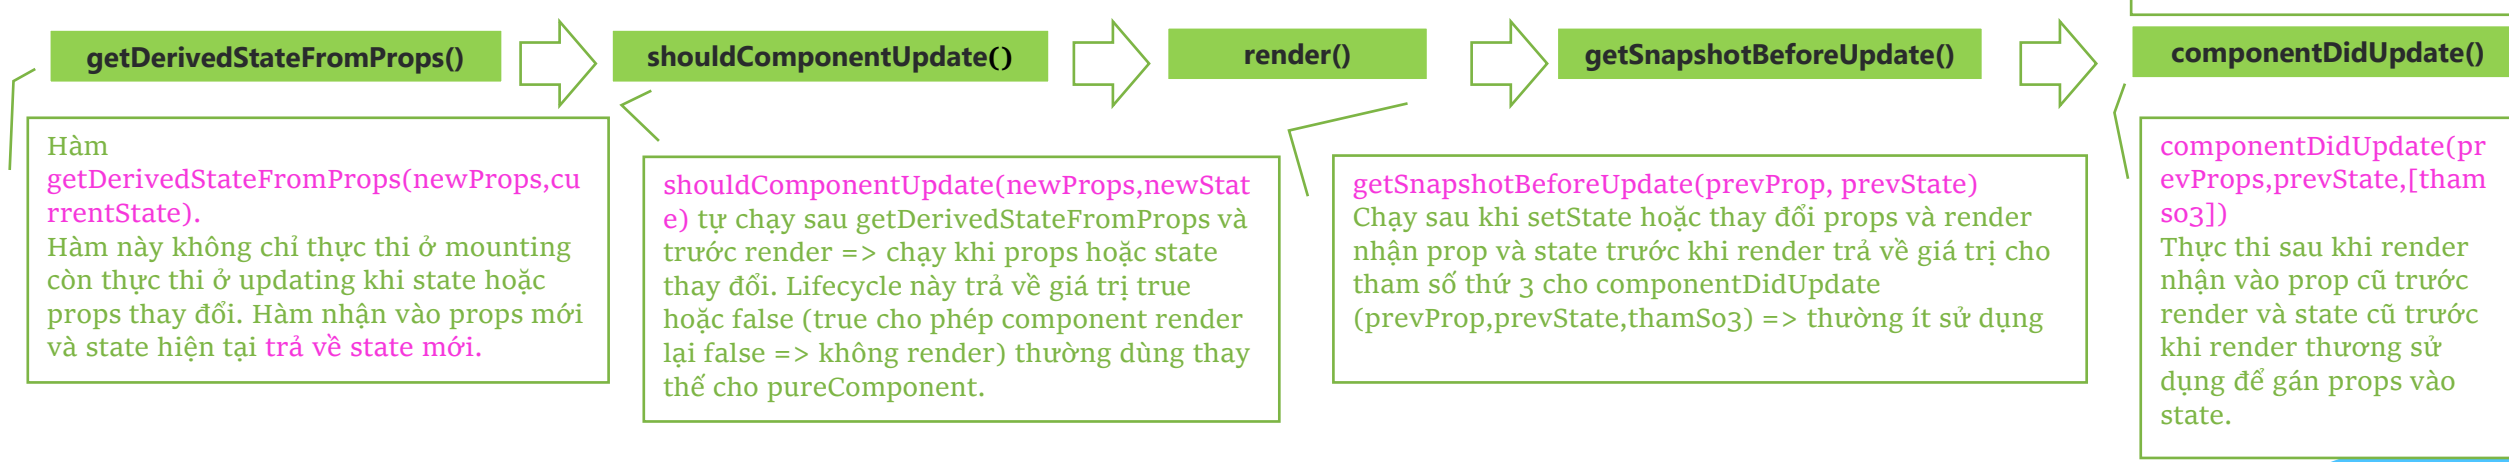 getDerivedStateFromProps()
shouldComponentUpdate()
render()
getSnapshotBeforeUpdate()
componentDidUpdate()
Hàm
getDerivedStateFromProps(newProps,cu
rrentState).
Hàm này không chỉ thực thi ở mounting
còn thực thi ở updating khi state hoặc
props thay đổi. Hàm nhận vào props mới
và state hiện tại trả về state mới.
shouldComponentUpdate(newProps,newStat
e) tự chạy sau getDerivedStateFromProps và
trước render => chạy khi props hoặc state
thay đổi. Lifecycle này trả về giá trị true
hoặc false (true cho phép component render
lại false => không render) thường dùng thay
thế cho pureComponent.
getSnapshotBeforeUpdate(prevProp, prevState)
Chạy sau khi setState hoặc thay đổi props và render
nhận prop và state trước khi render trả về giá trị cho
tham số thứ 3 cho componentDidUpdate
(prevProp,prevState,thamSo3) => thường ít sử dụng
componentDidUpdate(pr
evProps,prevState,[tham
so3])
Thực thi sau khi render
nhận vào prop cũ trước
render và state cũ trước
khi render thương sử
dụng để gán props vào
state.